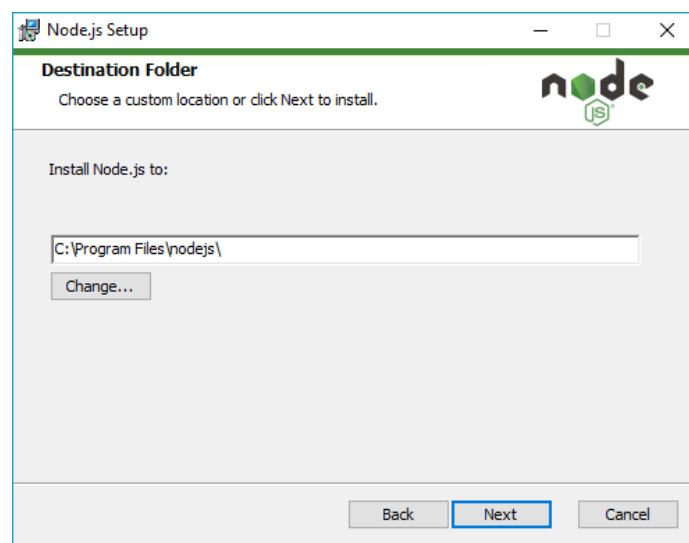 Node.js Setup
Destination Folder
Choose a custom location or click Next to install.
node
JS
Install Node.js to:
C:\Program Files\nodejs\
Change...
Back Next Cancel